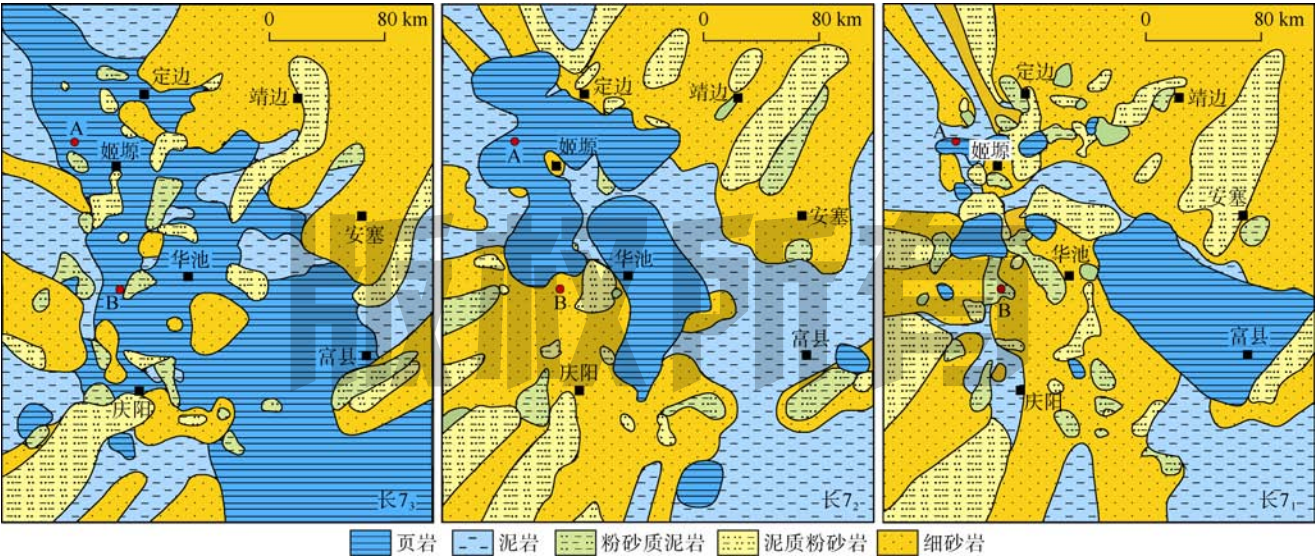 0 80 km
定边
靖边
A
姬塬
安塞
华池
B
富县
庆阳
长7₃
0 80 km
定边
靖边
A
姬塬
安塞
华池
B
富县
庆阳
长7₂
0 80 km
定边
靖边
A
姬塬
安塞
华池
B
富县
庆阳
长7₁
版权所有
页岩 泥岩 粉砂质泥岩 泥质粉砂岩 细砂岩